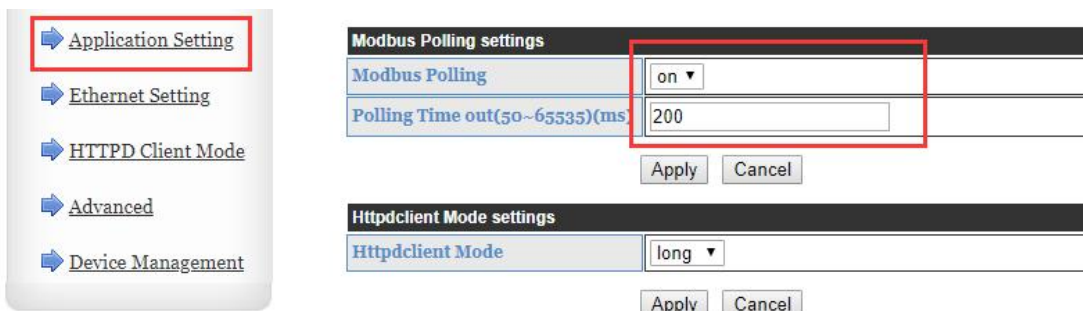 Application Setting
Ethernet Setting
HTTPD Client Mode
Advanced
Device Management
Modbus Polling settings
Modbus Polling on ▼
Polling Time out(50~65535)(ms) 200
Apply Cancel
Httpdclient Mode settings
Httpdclient Mode long ▼
Apply Cancel